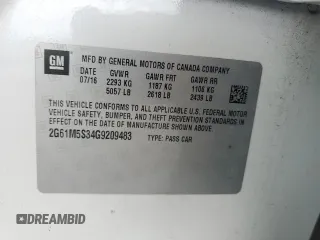 GM
MFD BY GENERAL MOTORS OF CANADA COMPANY
07/16 GVWR GAWR FRT GAWR RR
2293 KG 1187 KG 1106 KG
5057 LB 2618 LB 2439 LB
THIS VEHICLE CONFORMS TO ALL APPLICABLE U.S. FEDERAL MOTOR
VEHICLE SAFETY, BUMPER, AND THEFT PREVENTION STANDARDS
IN EFFECT ON THE DATE OF MANUFACTURE SHOWN ABOVE.
2G61M5S34G9209483 TYPE: PASS CAR
DREAMBID